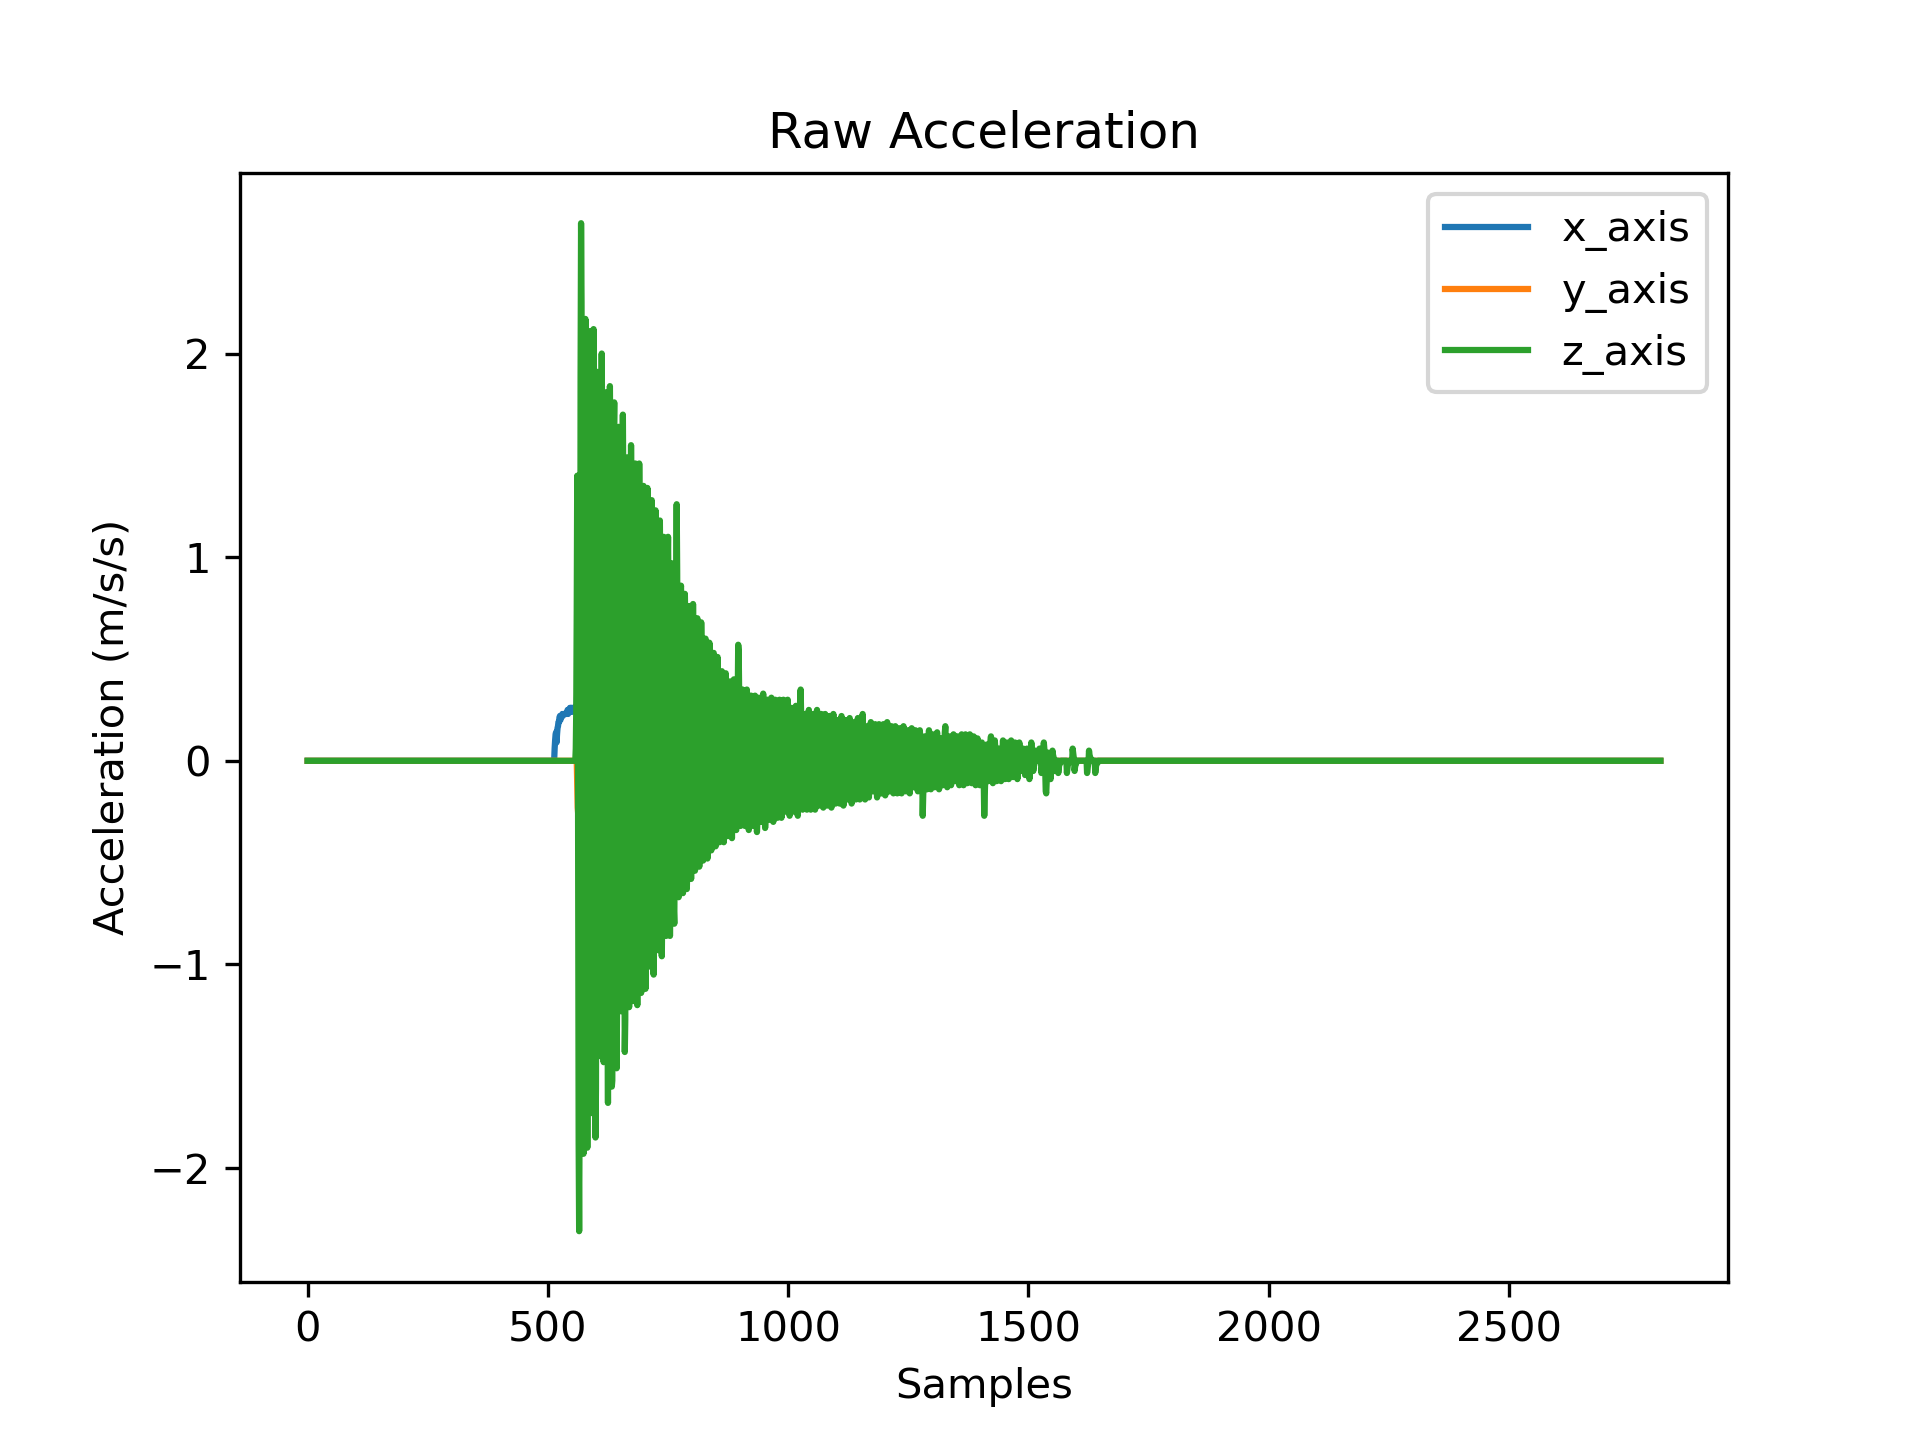 Raw Acceleration
x_axis
y_axis
z_axis
Acceleration (m/s/s)
2
1
0
−1
−2
0 500 1000 1500 2000 2500
Samples